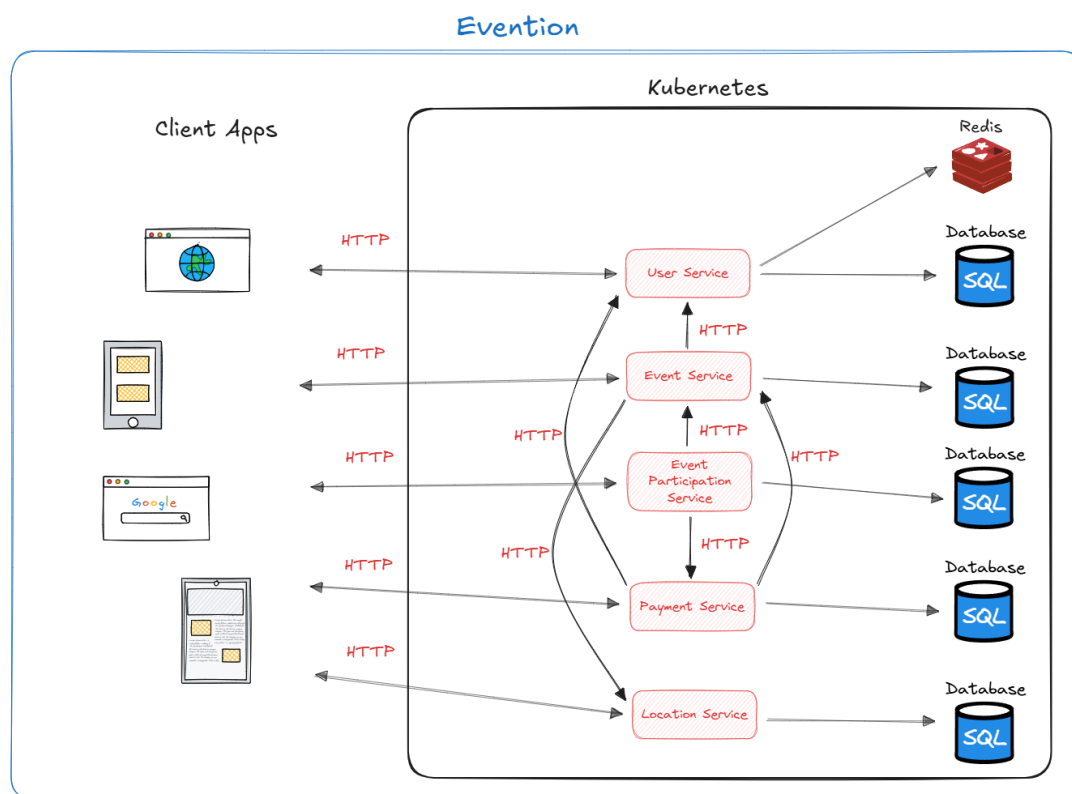 Evention
Kubernetes
Client Apps
Redis
HTTP
Database
SQL
User Service
HTTP
HTTP
Database
SQL
Event Service
HTTP
HTTP
HTTP
HTTP
Database
SQL
Event
Participation
Service
HTTP
Google
HTTP
HTTP
HTTP
Database
SQL
Payment Service
HTTP
Database
SQL
Location Service